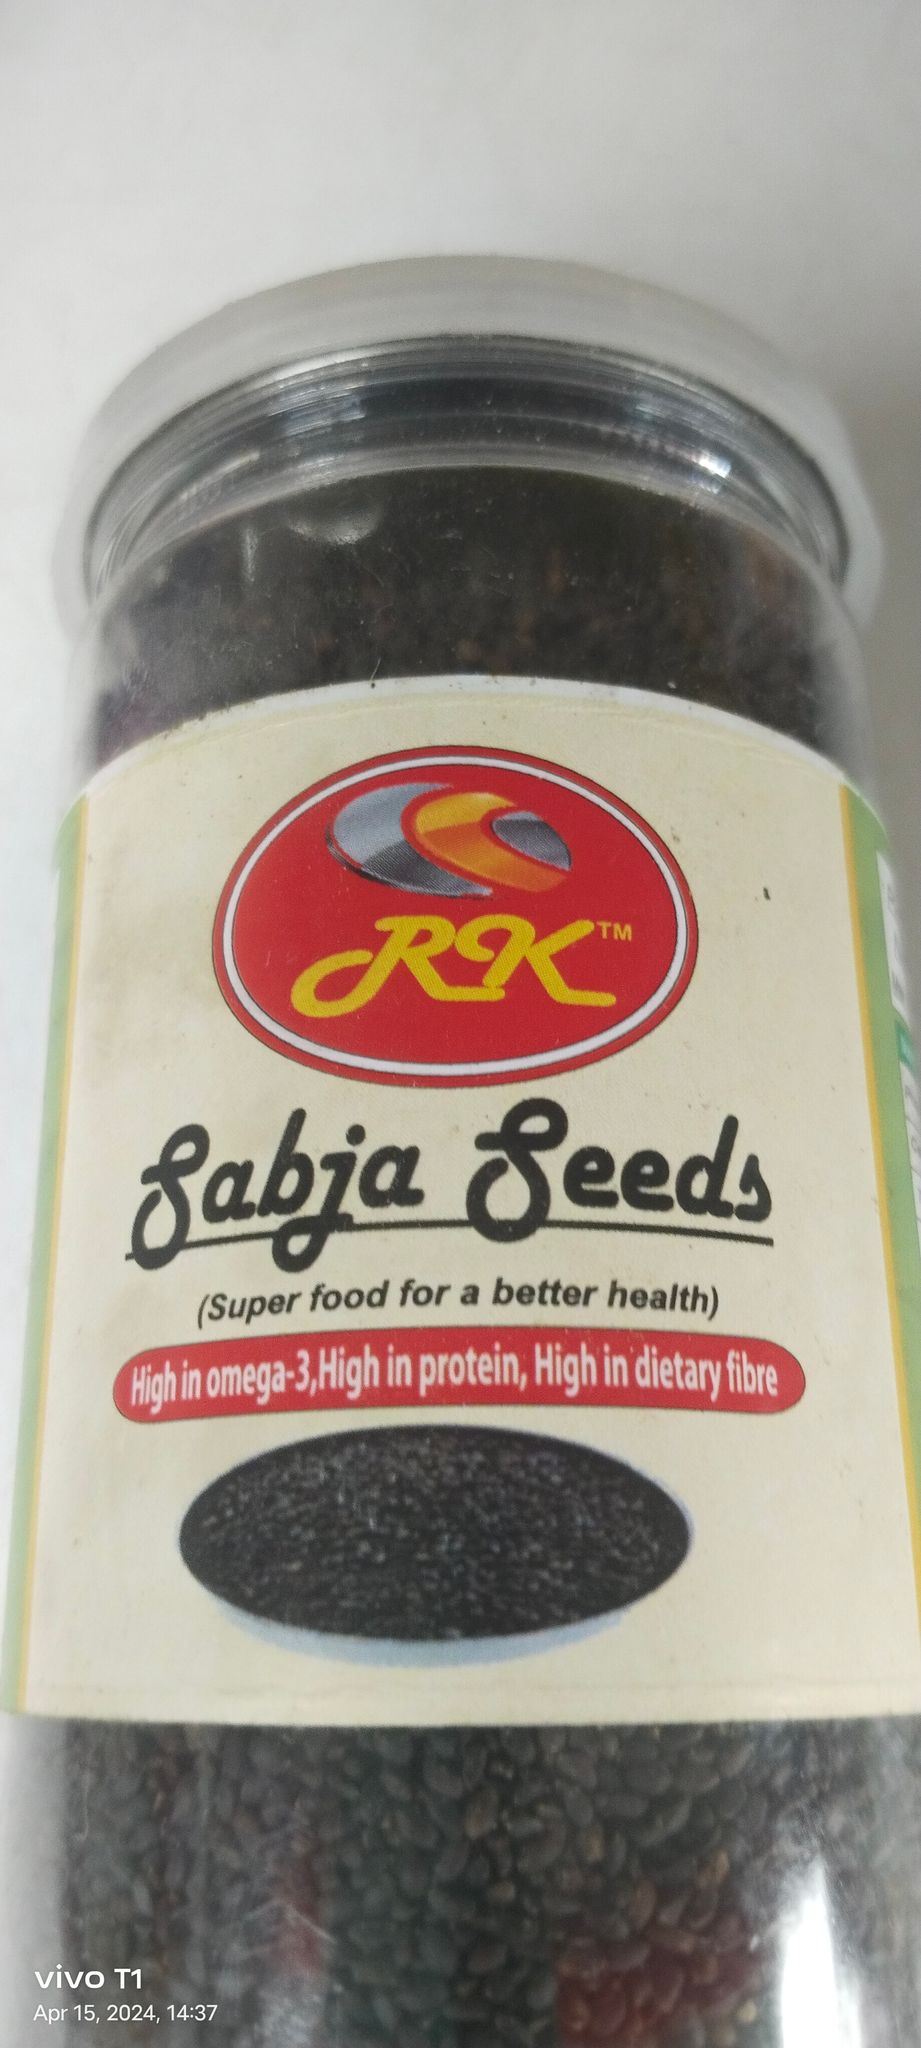 RK™
Sabja Seeds
(Super food for a better health)
High in omega-3,High in protein, High in dietary fibre
vivo T1
Apr 15, 2024, 14:37